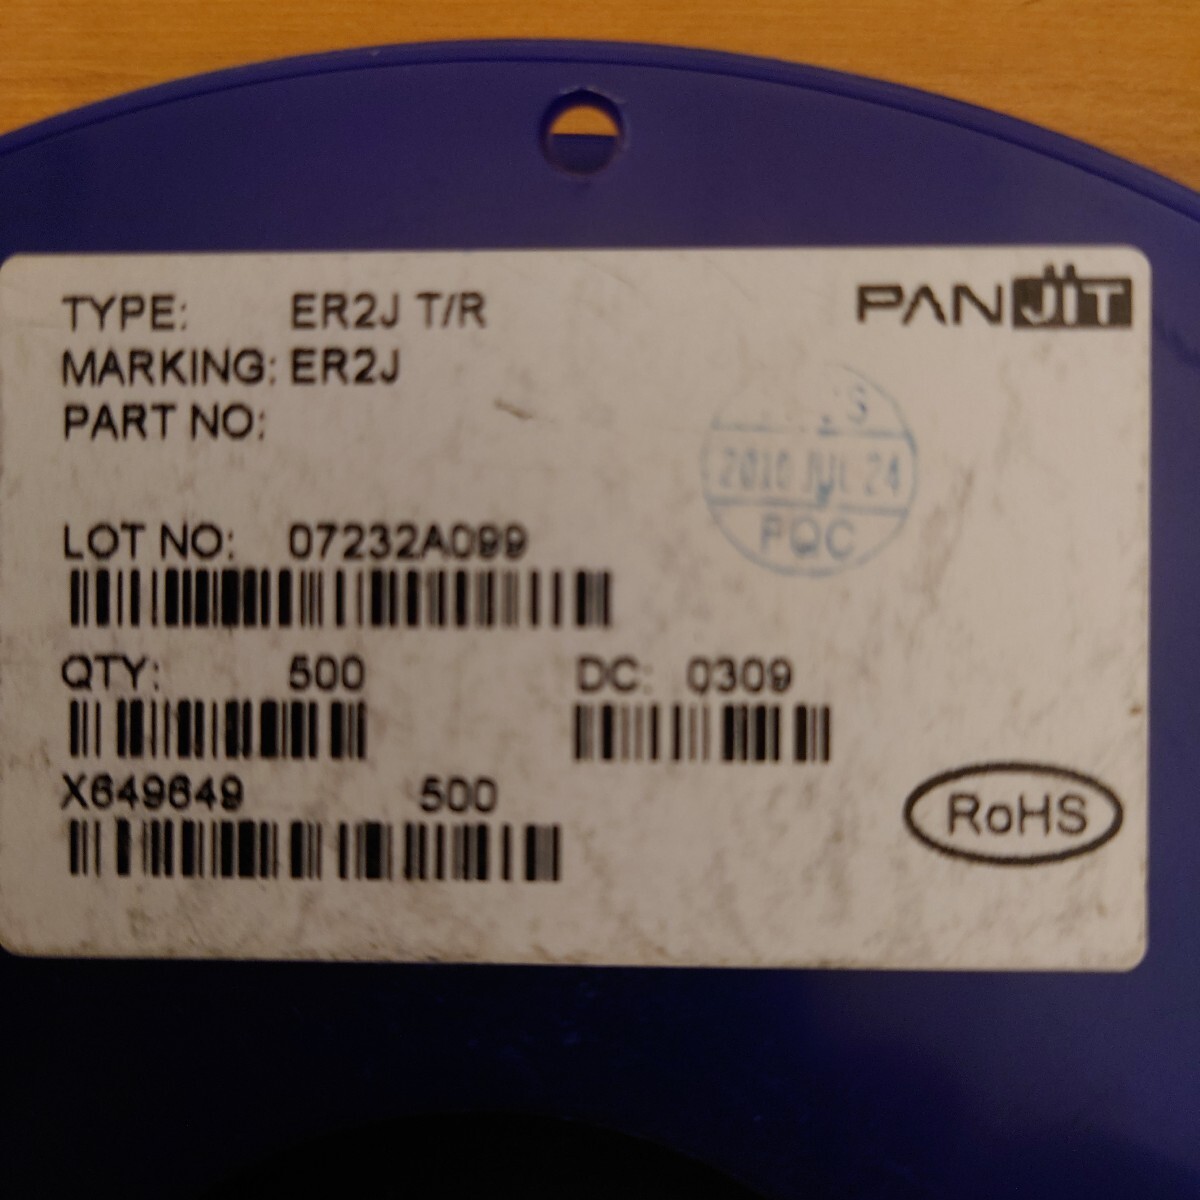 TYPE: ER2J T/R
PANJIT
MARKING: ER2J
PART NO:
2010 JUL 24
PQC
LOT NO: 07232A099
QTY: 500
DC: 0309
X649649 500
RoHS